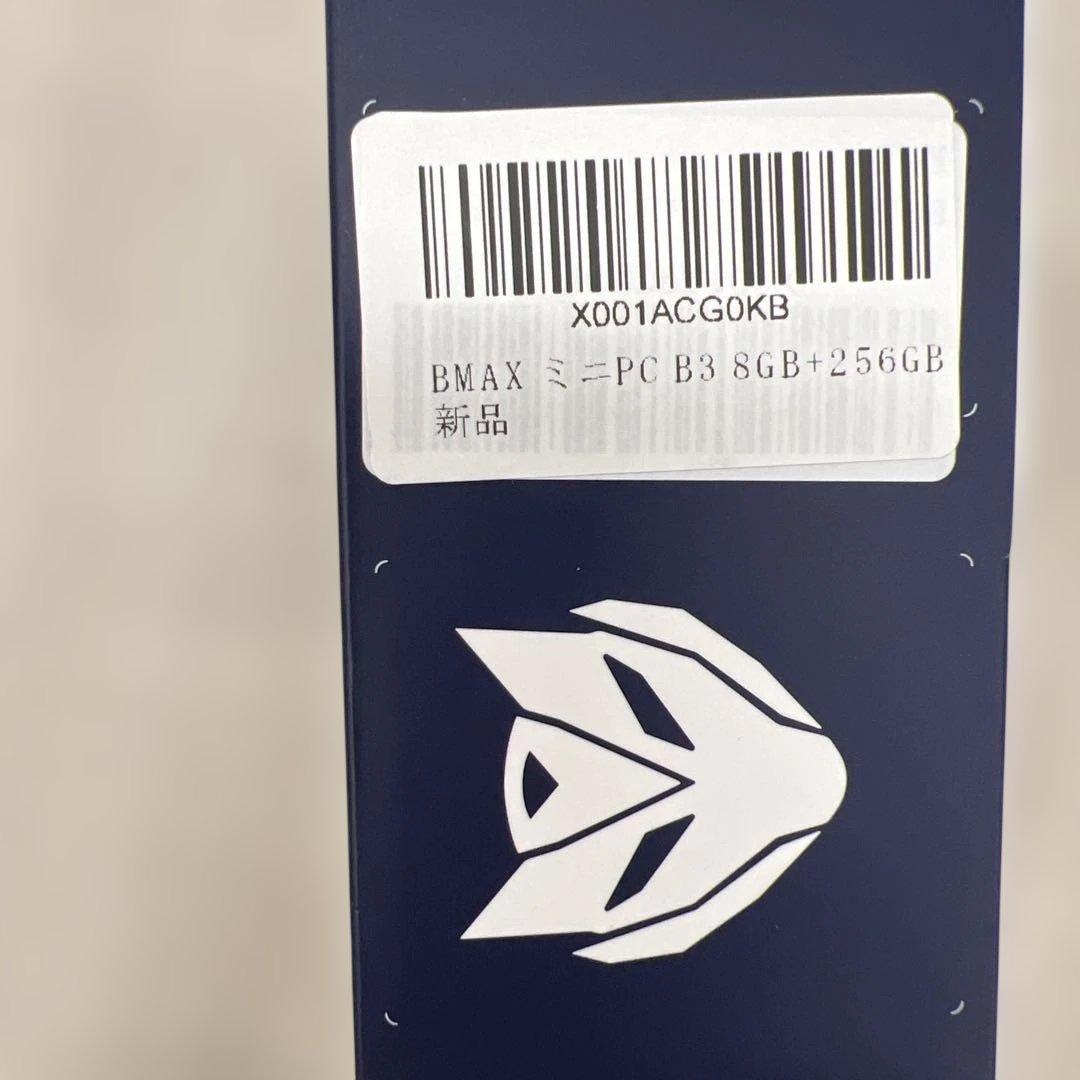 X001ACG0KB
BMAX ミニPC B3 8GB+256GB
新品